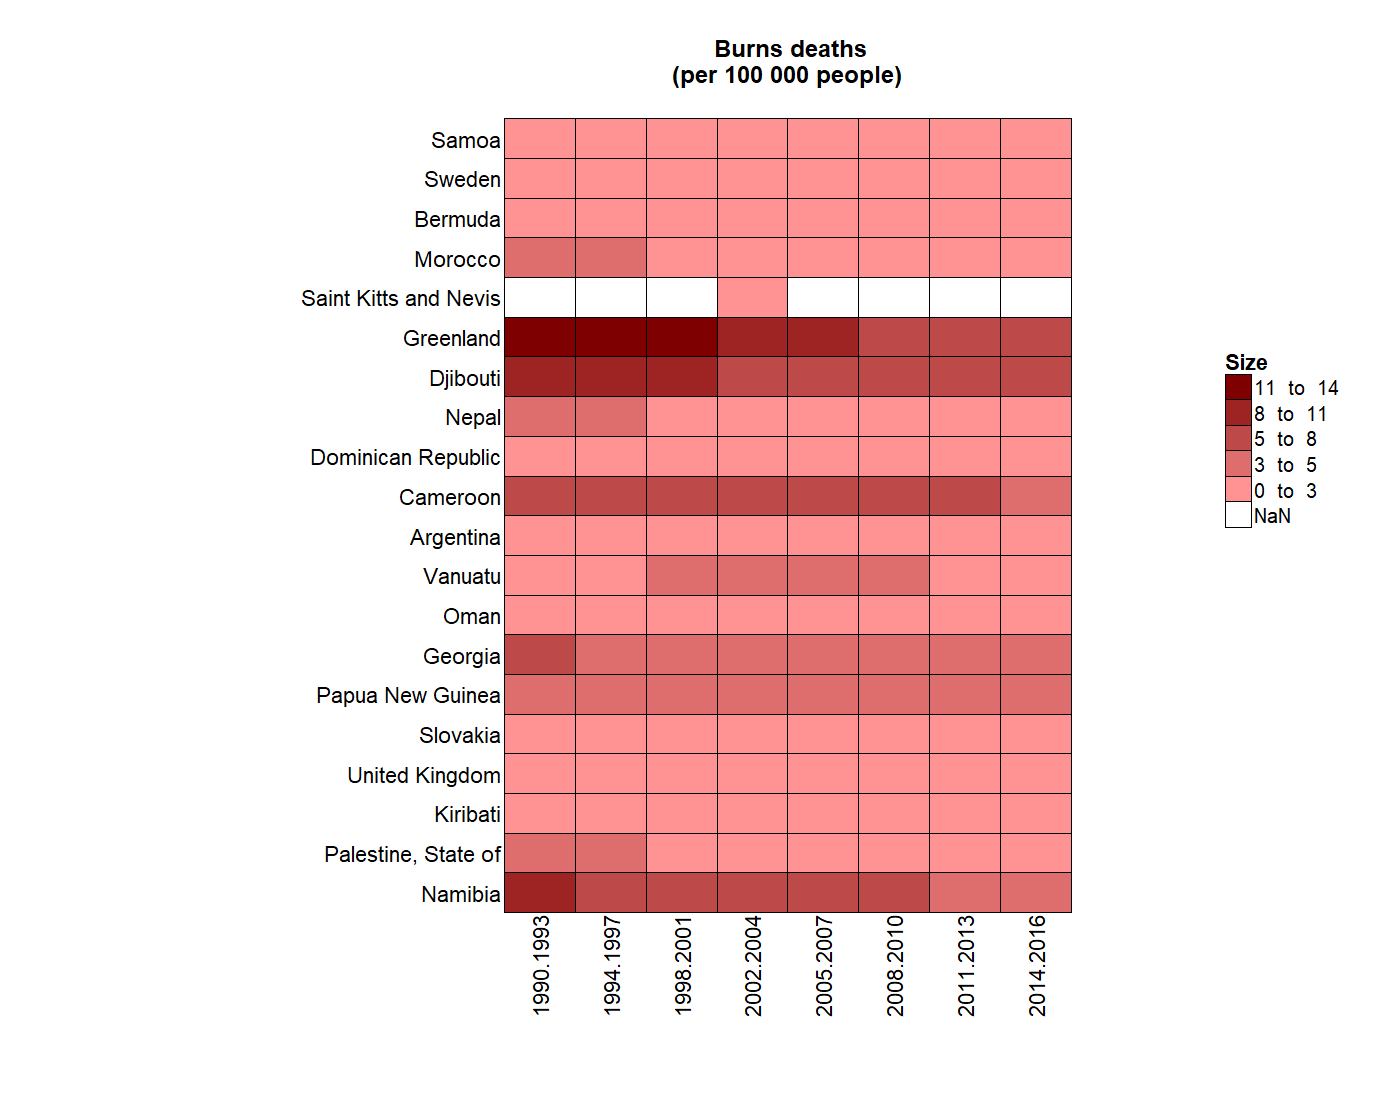 Burns deaths
(per 100 000 people)
Samoa
Sweden
Bermuda
Morocco
Saint Kitts and Nevis
Greenland
Djibouti
Nepal
Dominican Republic
Cameroon
Argentina
Vanuatu
Oman
Georgia
Papua New Guinea
Slovakia
United Kingdom
Kiribati
Palestine, State of
Namibia
1990.1993
1994.1997
1998.2001
2002.2004
2005.2007
2008.2010
2011.2013
2014.2016
Size
11 to 14
8 to 11
5 to 8
3 to 5
0 to 3
NaN